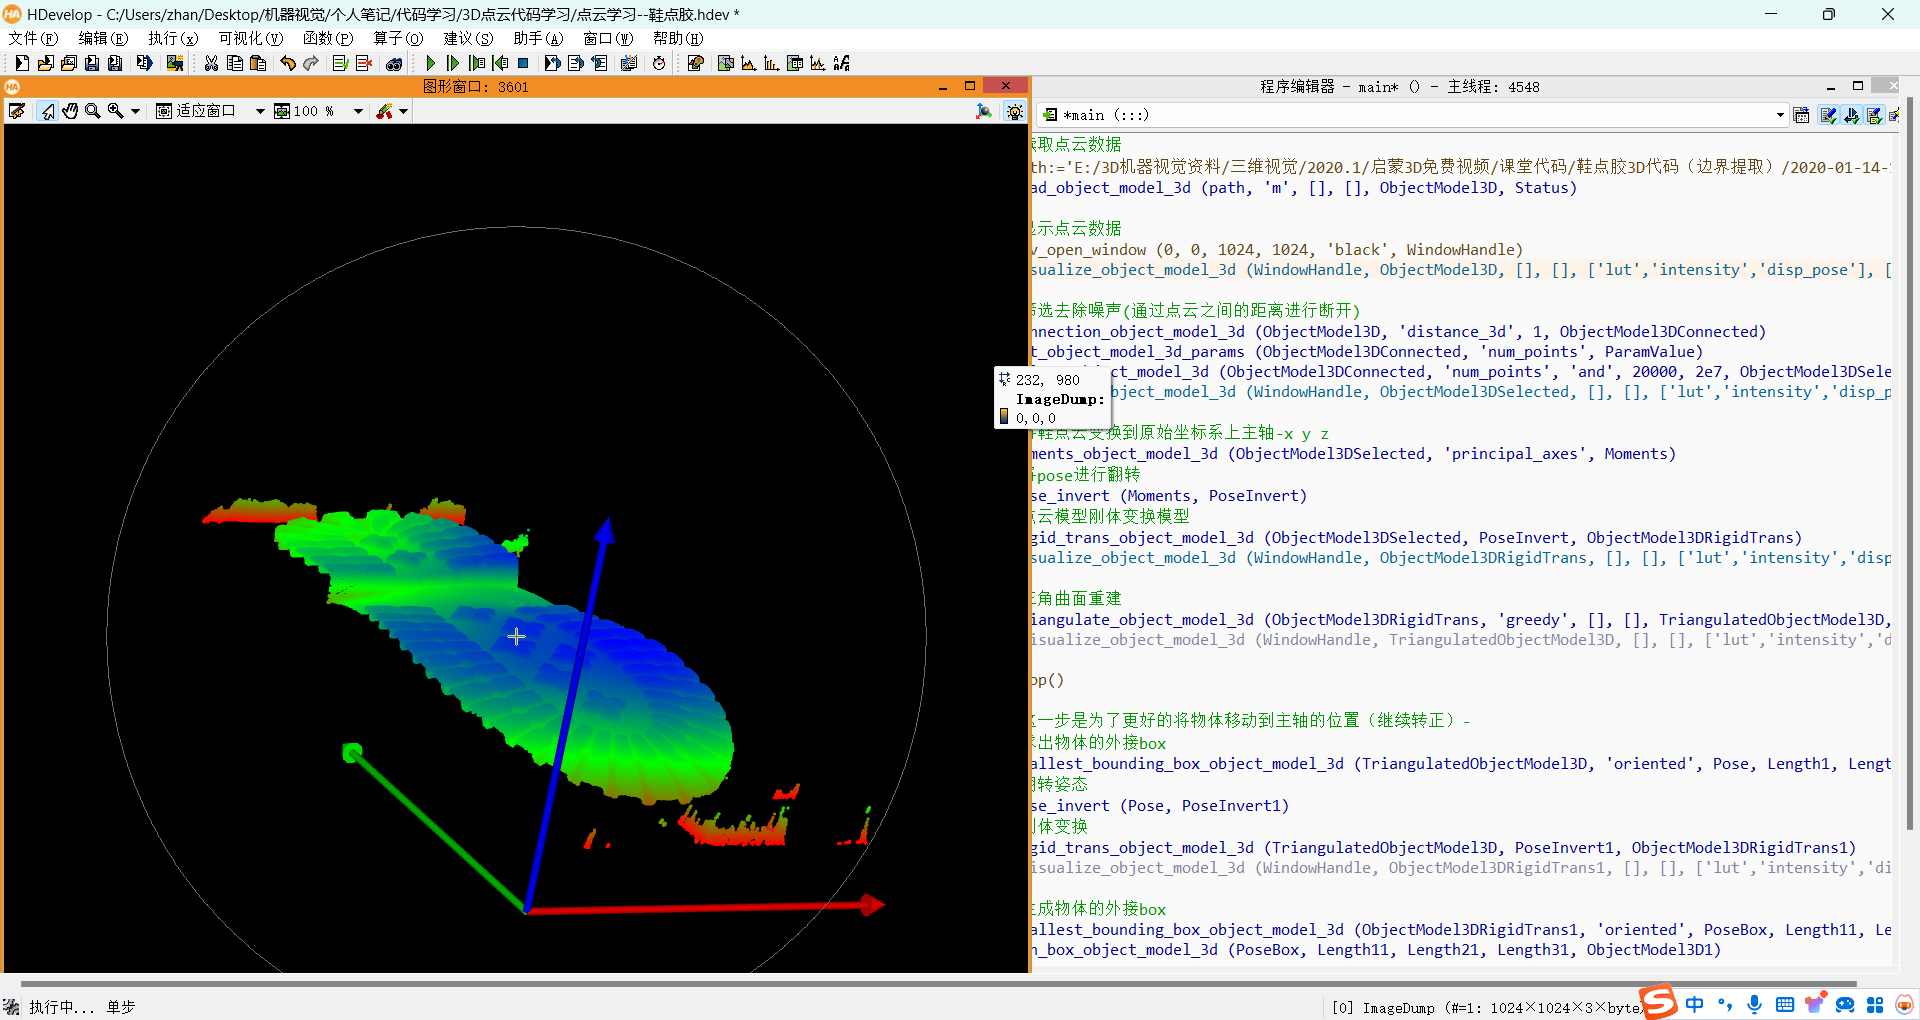 HDevelop - C:/Users/zhan/Desktop/机器视觉/个人笔记/代码学习/3D点云代码学习/点云学习--鞋点胶.hdev *
文件(F) 编辑(E) 执行(x) 可视化(V) 函数(P) 算子(O) 建议(S) 助手(A) 窗口(W) 帮助(H)
图形窗口: 3601
适应窗口 100 %
程序编辑器 - main* () - 主线程: 4548
*main (:::)
取点云数据
th:='E:/3D机器视觉资料/三维视觉/2020.1/启蒙3D免费视频/课堂代码/鞋点胶3D代码（边界提取）/2020-01-14-
ad_object_model_3d (path, 'm', [], [], ObjectModel3D, Status)
示点云数据
v_open_window (0, 0, 1024, 1024, 'black', WindowHandle)
sualize_object_model_3d (WindowHandle, ObjectModel3D, [], [], ['lut','intensity','disp_pose'], [
选去除噪声(通过点云之间的距离进行断开)
nnection_object_model_3d (ObjectModel3D, 'distance_3d', 1, ObjectModel3DConnected)
t_object_model_3d_params (ObjectModel3DConnected, 'num_points', ParamValue)
ct_model_3d (ObjectModel3DConnected, 'num_points', 'and', 20000, 2e7, ObjectModel3DSele
bject_model_3d (WindowHandle, ObjectModel3DSelected, [], [], ['lut','intensity','disp_p
232, 980
ImageDump:
0,0,0
鞋点云变换到原始坐标系上主轴-x y z
ments_object_model_3d (ObjectModel3DSelected, 'principal_axes', Moments)
pose进行翻转
se_invert (Moments, PoseInvert)
点云模型刚体变换模型
gid_trans_object_model_3d (ObjectModel3DSelected, PoseInvert, ObjectModel3DRigidTrans)
sualize_object_model_3d (WindowHandle, ObjectModel3DRigidTrans, [], [], ['lut','intensity','disp
角曲面重建
iangulate_object_model_3d (ObjectModel3DRigidTrans, 'greedy', [], [], TriangulatedObjectModel3D,
isualize_object_model_3d (WindowHandle, TriangulatedObjectModel3D, [], [], ['lut','intensity','d
op()
一步是为了更好的将物体移动到主轴的位置（继续转正）-
出物体的外接box
allest_bounding_box_object_model_3d (TriangulatedObjectModel3D, 'oriented', Pose, Length1, Lengt
转姿态
se_invert (Pose, PoseInvert1)
体变换
gid_trans_object_model_3d (TriangulatedObjectModel3D, PoseInvert1, ObjectModel3DRigidTrans1)
isualize_object_model_3d (WindowHandle, ObjectModel3DRigidTrans1, [], [], ['lut','intensity','di
成物体的外接box
allest_bounding_box_object_model_3d (ObjectModel3DRigidTrans1, 'oriented', PoseBox, Length11, Le
n_box_object_model_3d (PoseBox, Length11, Length21, Length31, ObjectModel3D1)
执行中... 单步
[0] ImageDump (#=1: 1024×1024×3×byte
中